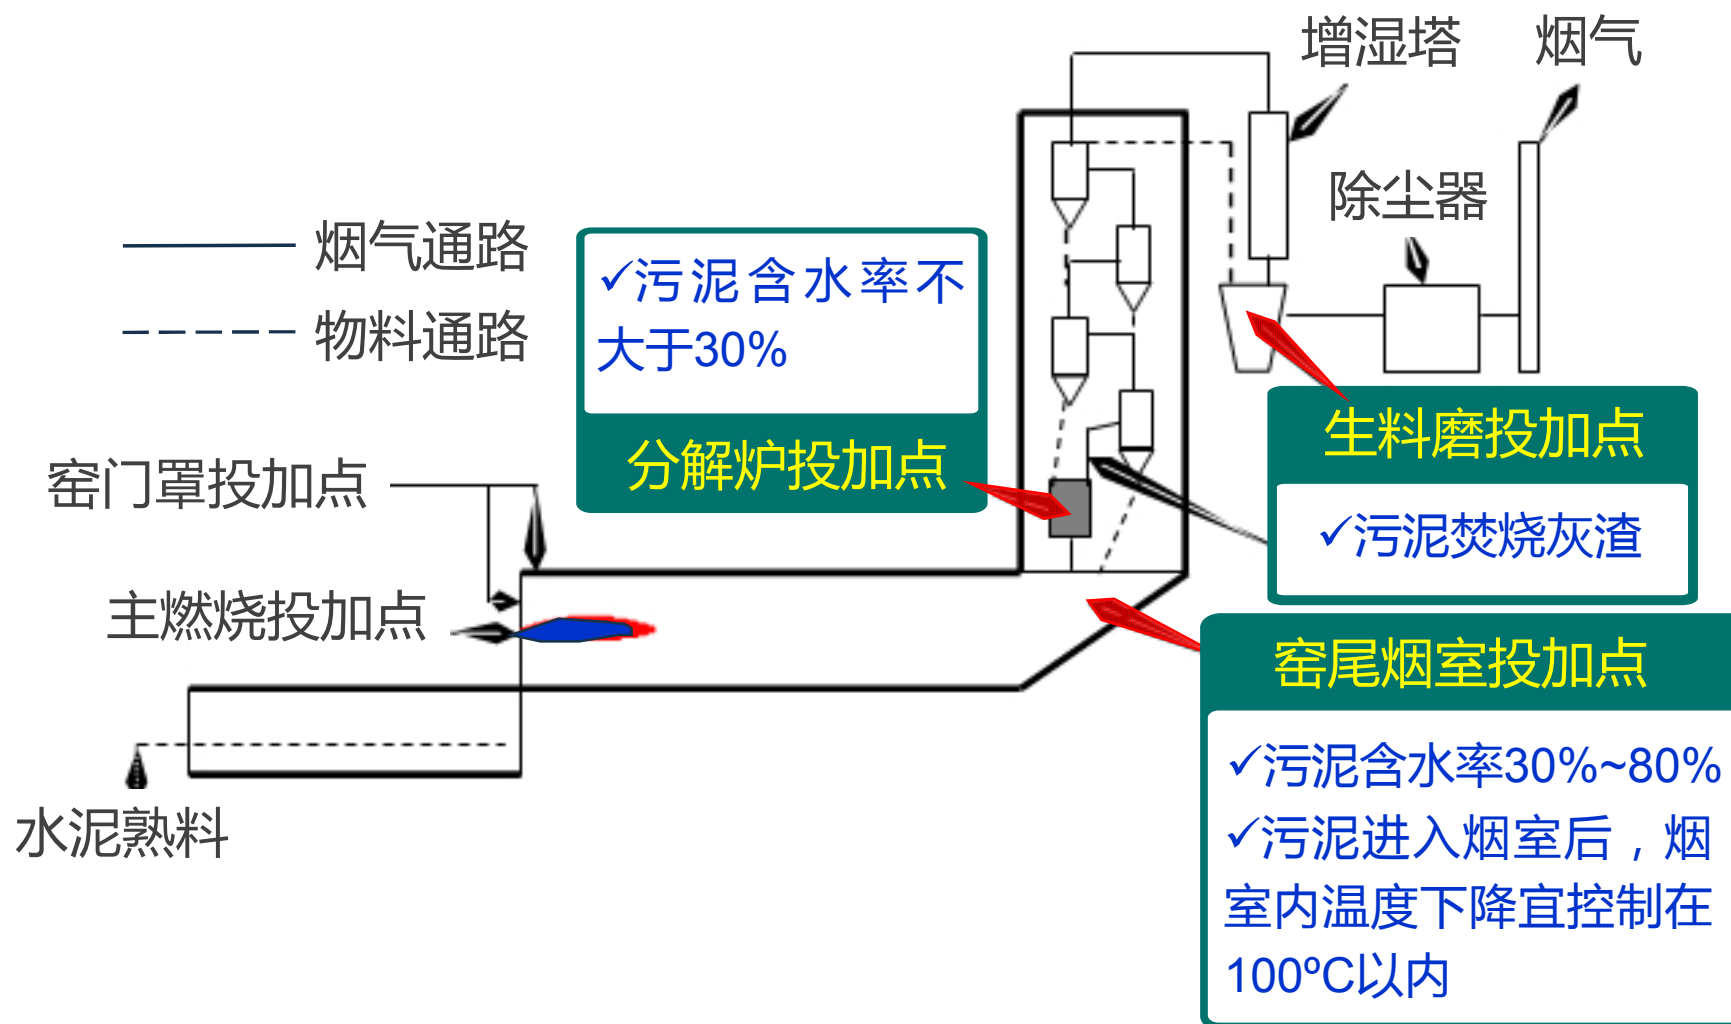 增湿塔
烟气
除尘器
烟气通路
物料通路
✓污泥含水率不
大于30%
分解炉投加点
生料磨投加点
✓污泥焚烧灰渣
窑门罩投加点
主燃烧投加点
窑尾烟室投加点
✓污泥含水率30%~80%
✓污泥进入烟室后，烟
室内温度下降宜控制在
100ºC以内
水泥熟料